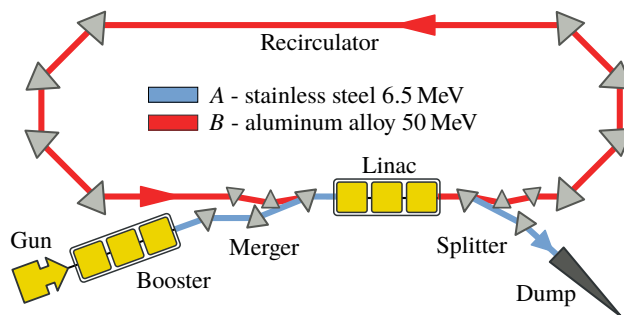 Recirculator
A - stainless steel 6.5 MeV
B - aluminum alloy 50 MeV
Linac
Gun
Merger
Splitter
Booster
Dump